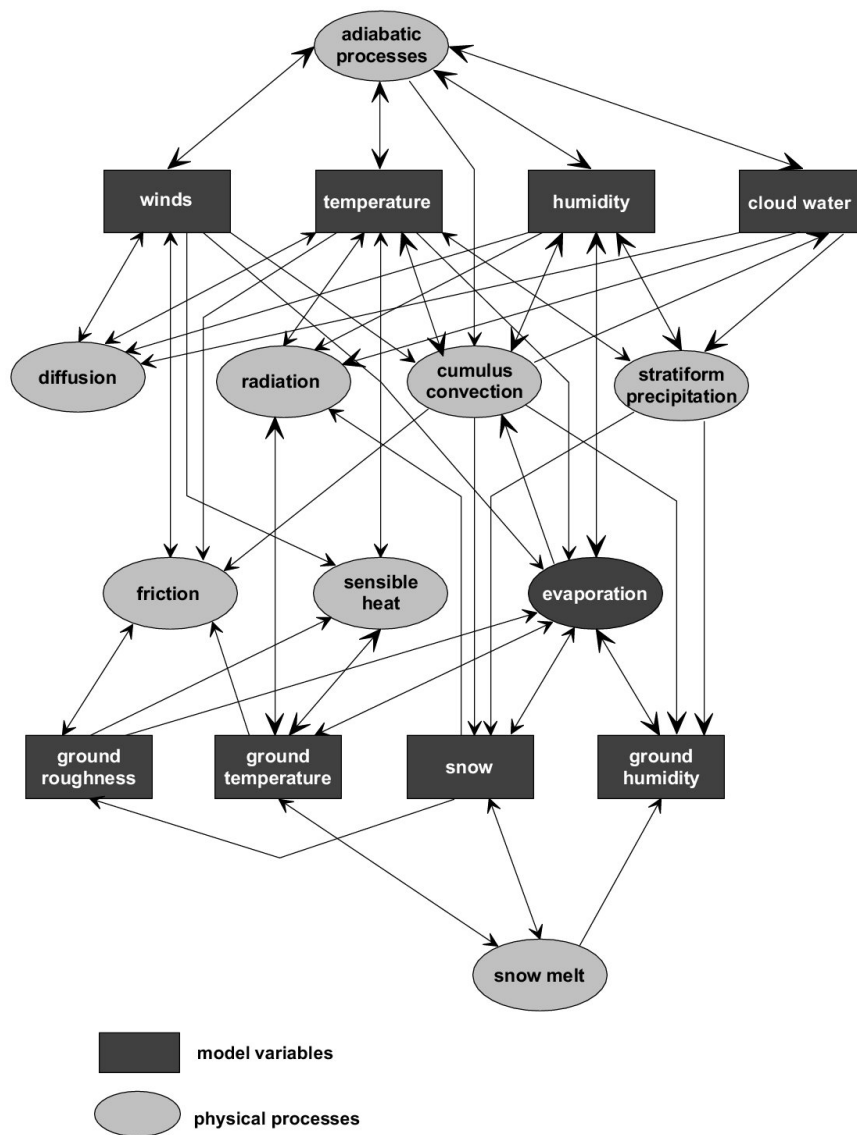 adiabatic
processes
winds
temperature
humidity
cloud water
diffusion
radiation
cumulus
convection
stratiform
precipitation
friction
sensible
heat
evaporation
ground
roughness
ground
temperature
snow
ground
humidity
snow melt
model variables
physical processes